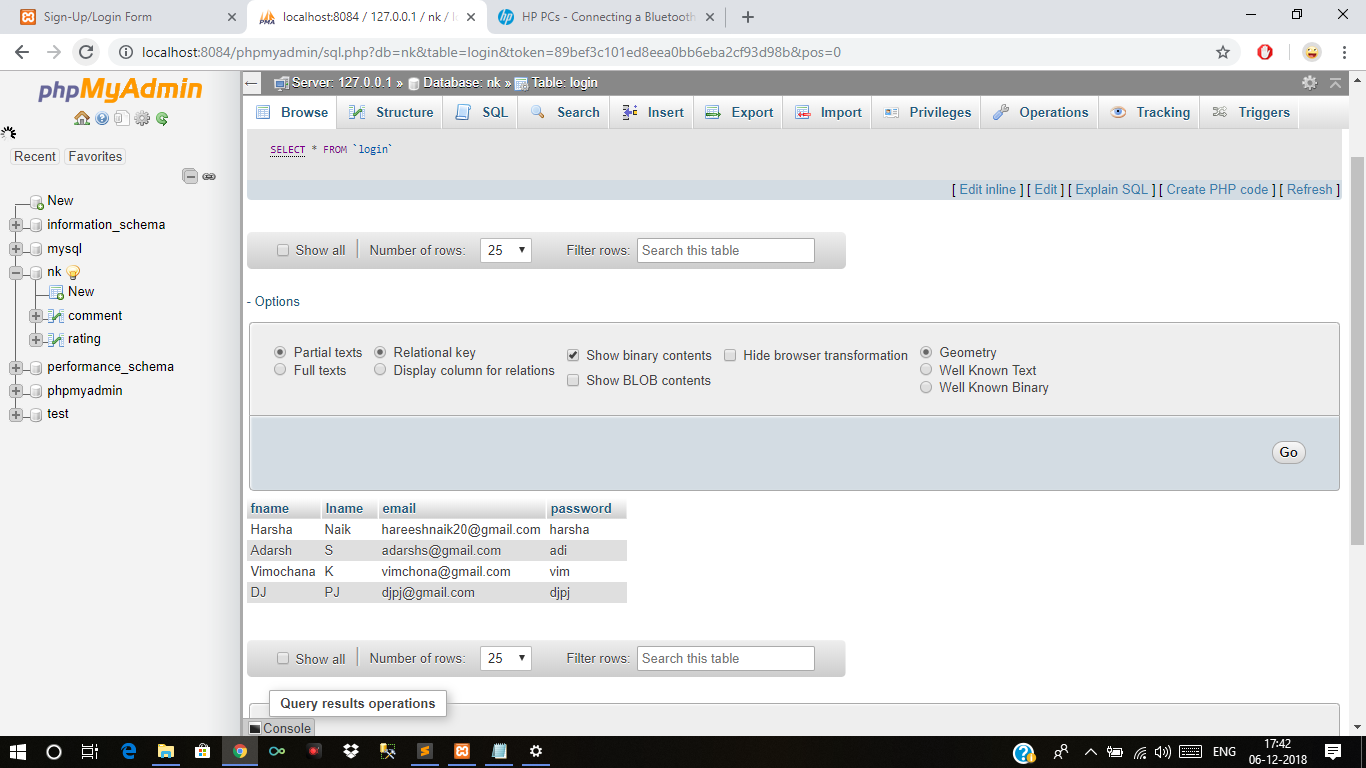 Sign-Up/Login Form
localhost:8084 / 127.0.0.1 / nk / l
HP PCs - Connecting a Bluetooth
localhost:8084/phpmyadmin/sql.php?db=nk&table=login&token=89bef3c101ed8eea0bb6eba2cf93d98b&pos=0
phpMyAdmin
Recent Favorites
New
information_schema
mysql
nk
New
comment
rating
performance_schema
phpmyadmin
test
Server: 127.0.0.1 » Database: nk » Table: login
Browse Structure SQL Search Insert Export Import Privileges Operations Tracking Triggers
SELECT * FROM `login`
[ Edit inline ] [ Edit ] [ Explain SQL ] [ Create PHP code ] [ Refresh ]
Show all Number of rows: 25 Filter rows: Search this table
- Options
Partial texts Relational key Show binary contents Hide browser transformation Geometry
Full texts Display column for relations Show BLOB contents Well Known Text
Well Known Binary
Go
fname lname email password
Harsha Naik hareeshnaik20@gmail.com harsha
Adarsh S adarshs@gmail.com adi
Vimochana K vimchona@gmail.com vim
DJ PJ djpj@gmail.com djpj
Show all Number of rows: 25 Filter rows: Search this table
Query results operations
Console
ENG 17:42
06-12-2018